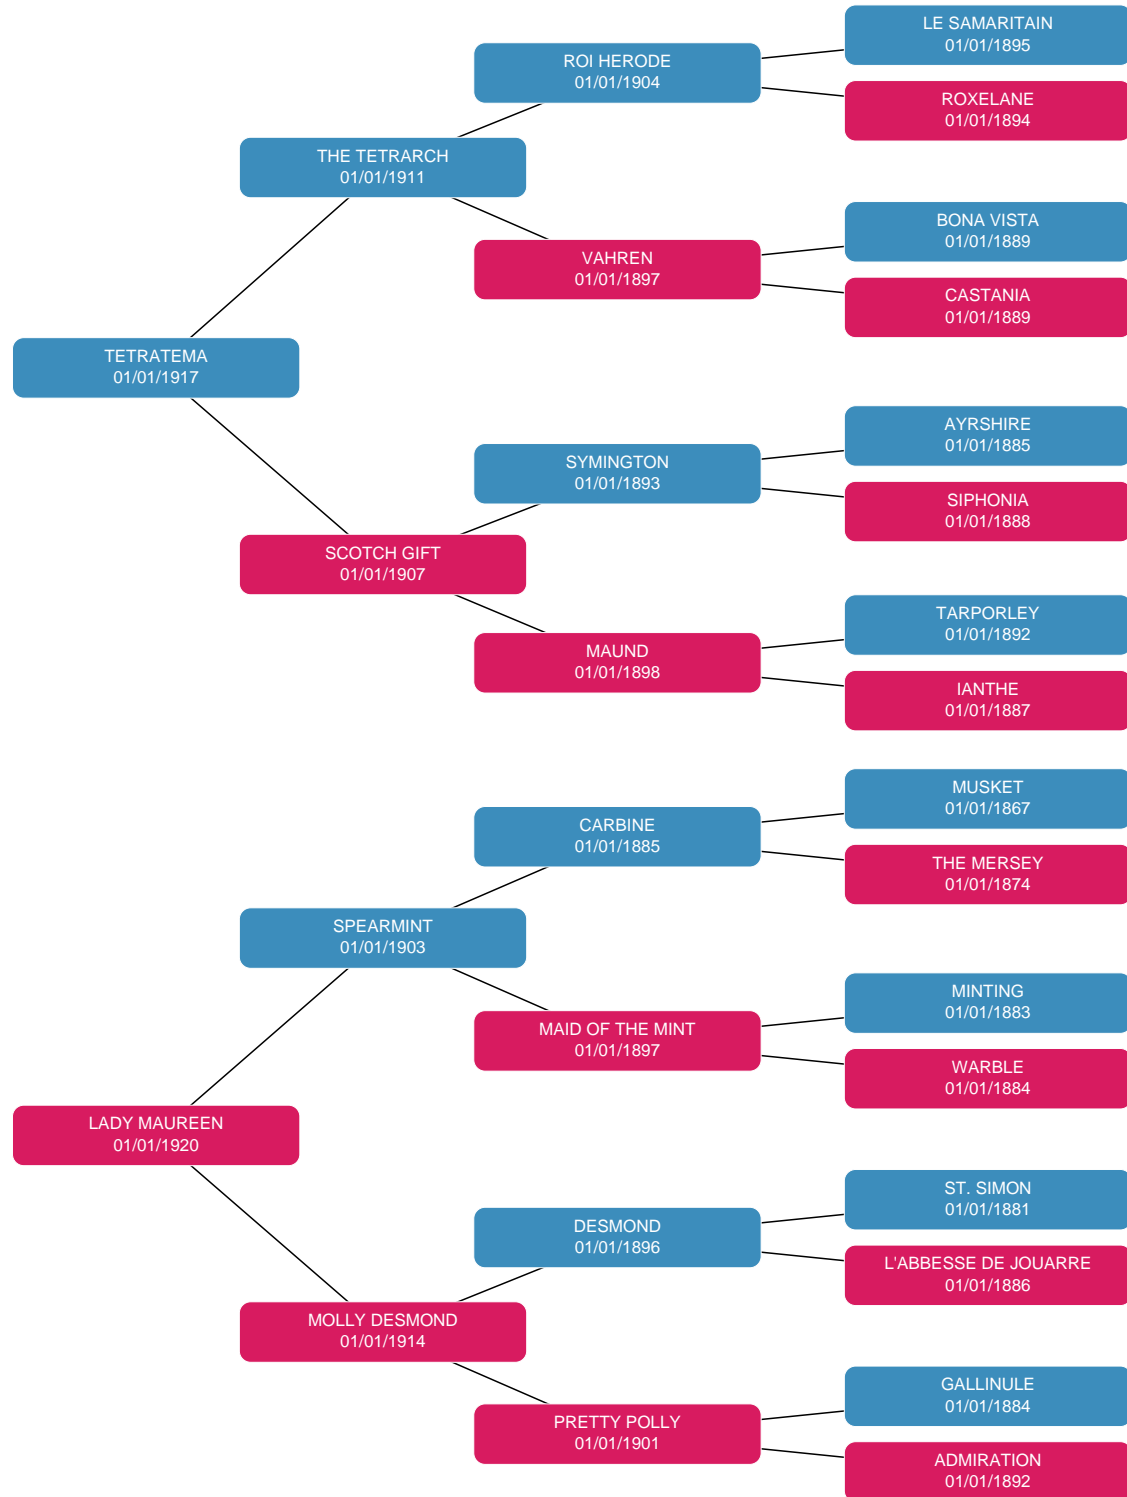 LE SAMARITAIN
01/01/1895
ROI HERODE
01/01/1904
ROXELANE
01/01/1894
THE TETRARCH
01/01/1911
BONA VISTA
01/01/1889
VAHREN
01/01/1897
CASTANIA
01/01/1889
TETRATEMA
01/01/1917
AYRSHIRE
01/01/1885
SYMINGTON
01/01/1893
SIPHONIA
01/01/1888
SCOTCH GIFT
01/01/1907
TARPORLEY
01/01/1892
MAUND
01/01/1898
IANTHE
01/01/1887
MUSKET
01/01/1867
CARBINE
01/01/1885
THE MERSEY
01/01/1874
SPEARMINT
01/01/1903
MINTING
01/01/1883
MAID OF THE MINT
01/01/1897
WARBLE
01/01/1884
LADY MAUREEN
01/01/1920
ST. SIMON
01/01/1881
DESMOND
01/01/1896
L'ABBESSE DE JOUARRE
01/01/1886
MOLLY DESMOND
01/01/1914
GALLINULE
01/01/1884
PRETTY POLLY
01/01/1901
ADMIRATION
01/01/1892